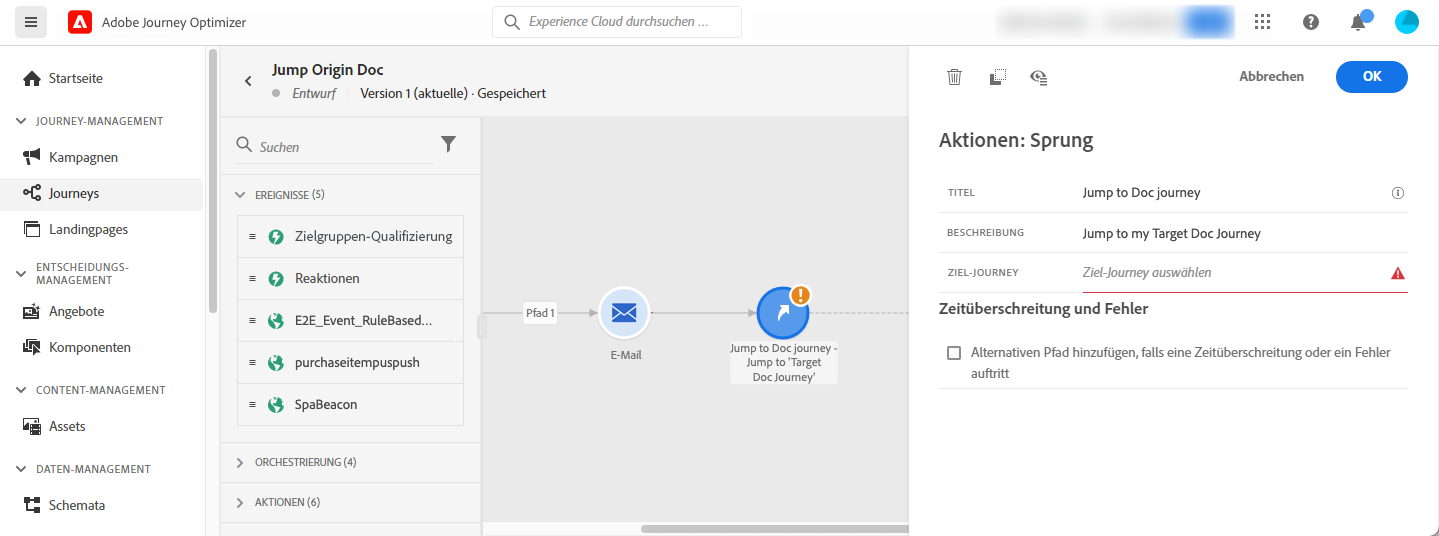 Adobe Journey Optimizer
Experience Cloud durchsuchen ...
Startseite
JOURNEY-MANAGEMENT
Kampagnen
Journeys
Landingpages
ENTSCHEIDUNGS-
MANAGEMENT
Angebote
Komponenten
CONTENT-MANAGEMENT
Assets
DATEN-MANAGEMENT
Schemata
Jump Origin Doc
Entwurf
Version 1 (aktuelle) · Gespeichert
Suchen
EREIGNISSE (5)
Zielgruppen-Qualifizierung
Reaktionen
E2E_Event_RuleBased...
purchaseitempuspush
SpaBeacon
ORCHESTRIERUNG (4)
AKTIONEN (6)
Pfad 1
E-Mail
Jump to Doc journey -
Jump to 'Target
Doc Journey'
Abbrechen
OK
Aktionen: Sprung
TITEL
Jump to Doc journey
BESCHREIBUNG
Jump to my Target Doc Journey
ZIEL-JOURNEY
Ziel-Journey auswählen
Zeitüberschreitung und Fehler
Alternativen Pfad hinzufügen, falls eine Zeitüberschreitung oder ein Fehler
auftritt